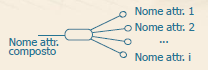 Nome attr. 1
Nome attr. 2
Nome attr.
composto
...
Nome attr. i